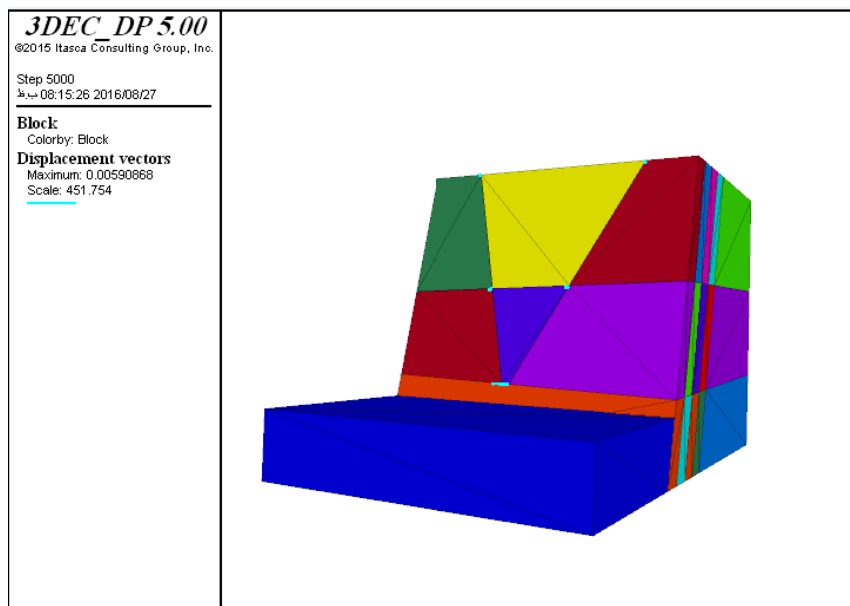 3DEC_DP 5.00
©2015 Itasca Consulting Group, Inc.
Step 5000
ب.ظ 08:15:26 2016/08/27
Block
Colorby: Block
Displacement vectors
Maximum: 0.00590868
Scale: 451.754